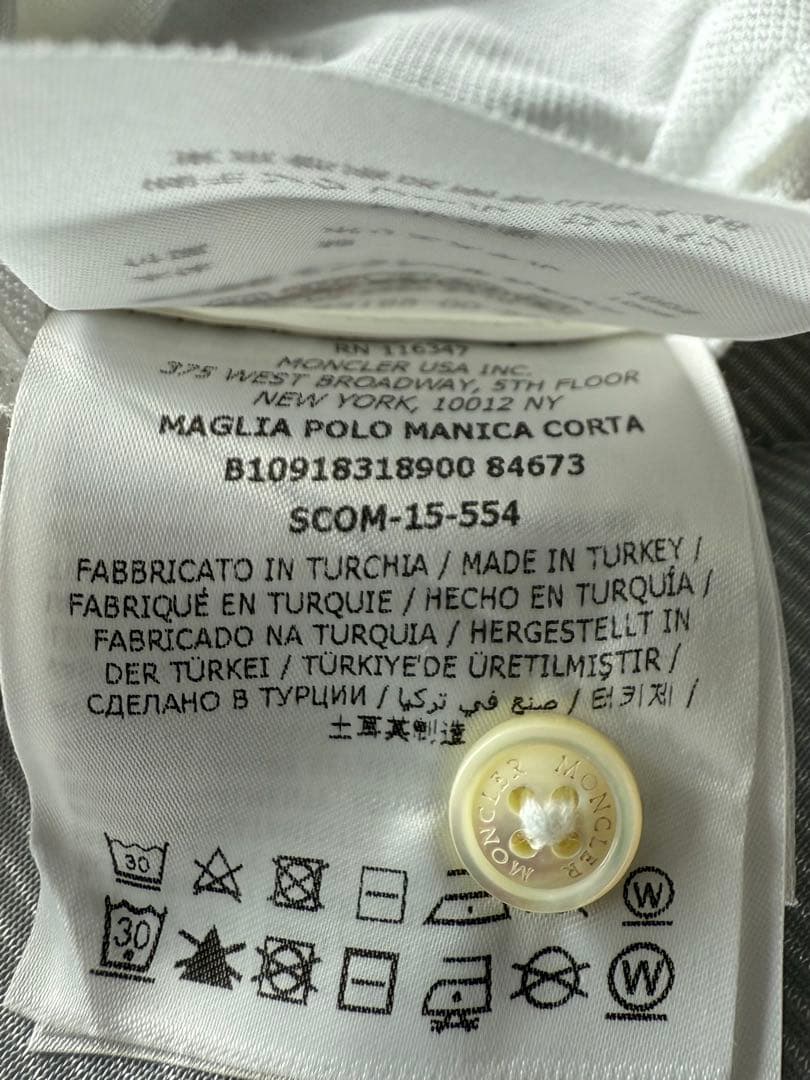 RN 116347
MONCLER USA INC.
375 WEST BROADWAY, 5TH FLOOR
NEW YORK, 10012 NY
MAGLIA POLO MANICA CORTA
B10918318900 84673
SCOM-15-554
FABBRICATO IN TURCHIA / MADE IN TURKEY /
FABRIQUÉ EN TURQUIE / HECHO EN TURQUÍA /
FABRICADO NA TURQUIA / HERGESTELLT IN
DER TÜRKEI / TÜRKIYE'DE ÜRETILMIŞTIR /
СДЕЛАНО В ТУРЦИИ / صنع في تركيا / 터키제 /
土耳其制造
MONCLER MONCLER
30 W
30 W